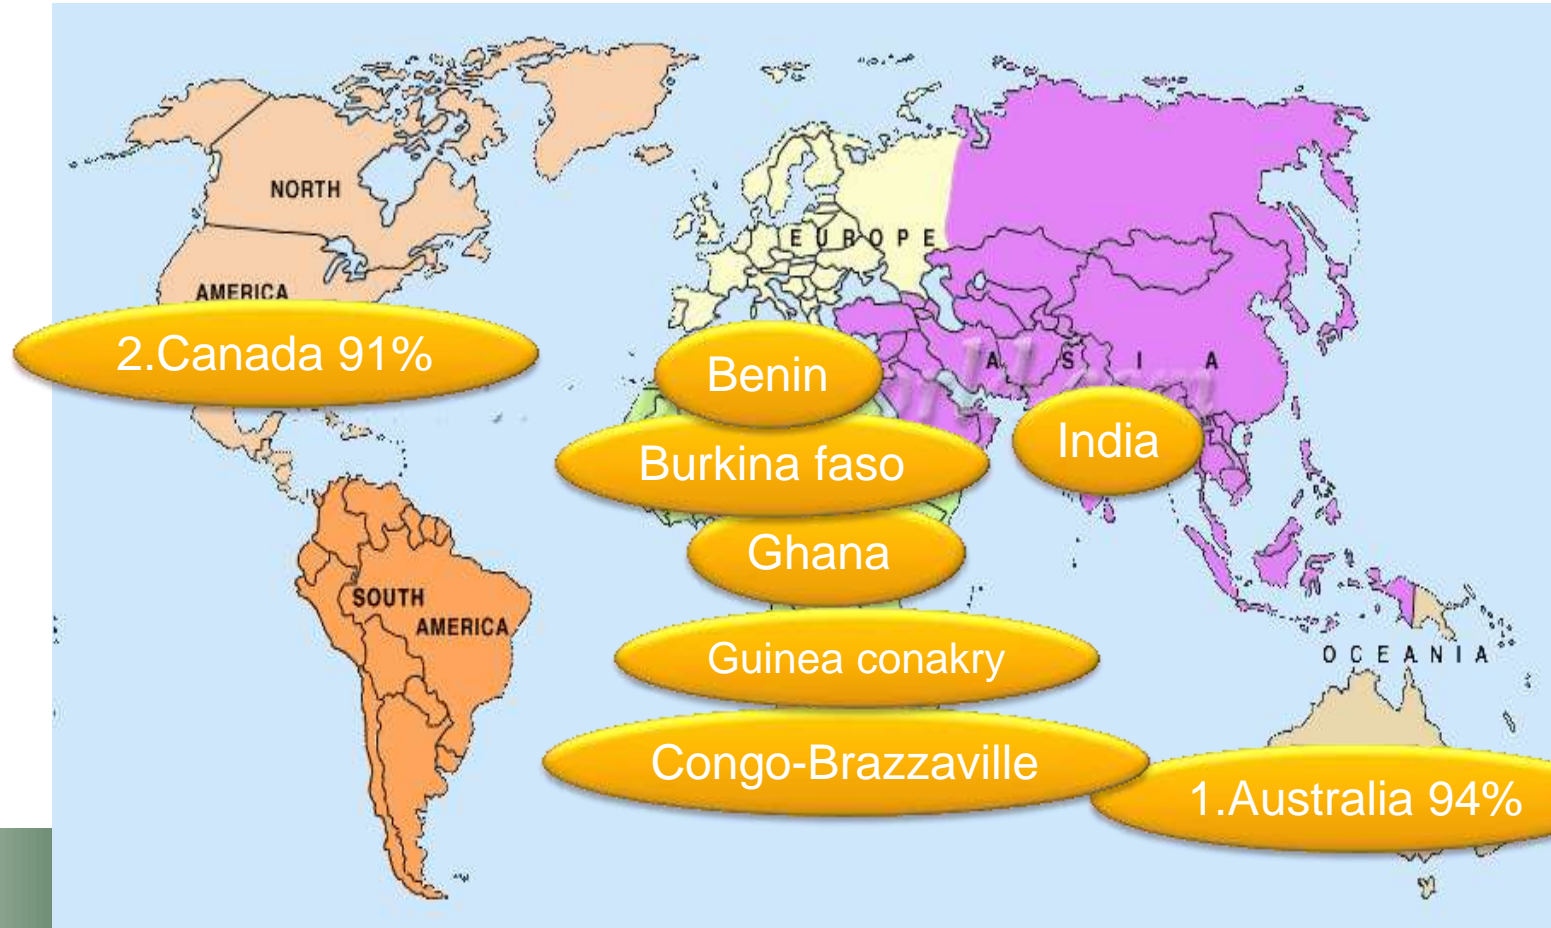 NORTH
EUROPE
AMERICA
2.Canada 91%
Benin
ASIA
India
Burkina faso
Ghana
SOUTH
AMERICA
Guinea conakry
OCEANIA
Congo-Brazzaville
1.Australia 94%